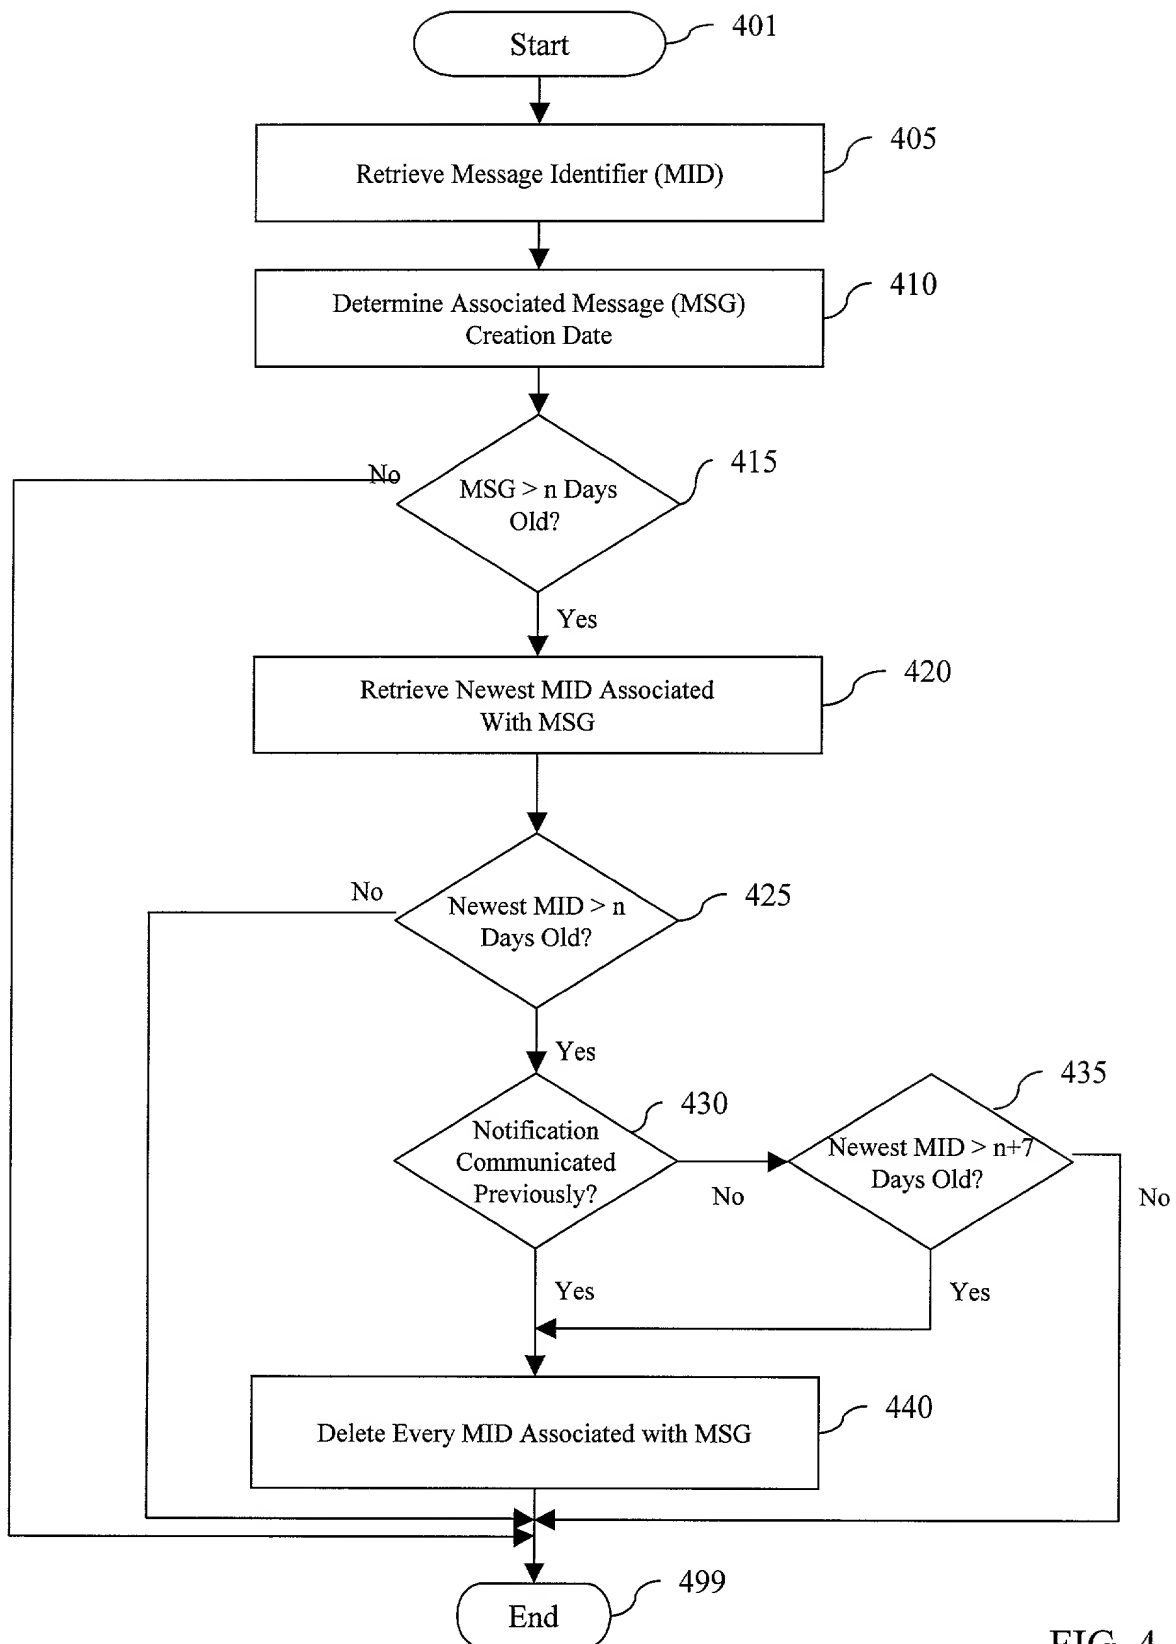 Start
401
Retrieve Message Identifier (MID)
405
Determine Associated Message (MSG)
Creation Date
410
No
MSG > n Days
Old?
415
Yes
Retrieve Newest MID Associated
With MSG
420
No
Newest MID > n
Days Old?
425
Yes
Notification
Communicated
Previously?
430
No
Newest MID > n+7
Days Old?
435
No
Yes
Yes
Delete Every MID Associated with MSG
440
End
499
FIG. 4